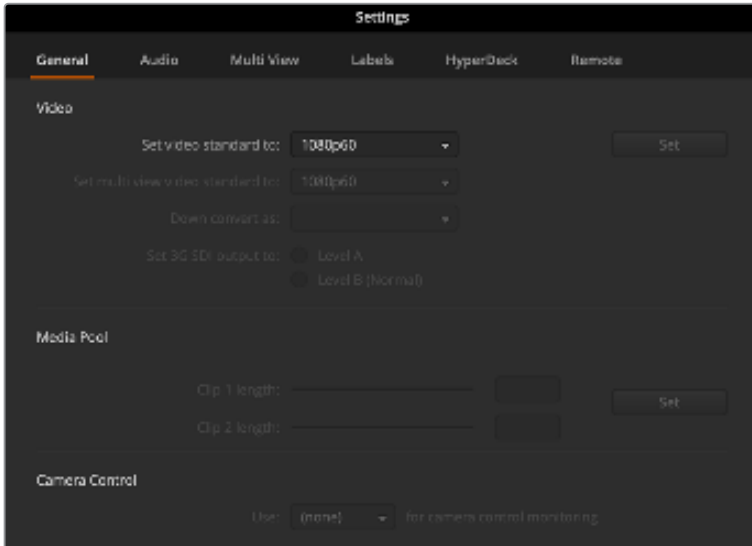 Settings
General Audio Multi View Labels HyperDeck Remote
Video
Set video standard to: 1080p60 Set
Set multi view video standard to: 1080p60
Down convert as:
Set 3G SDI output to: Level A
Level B (Normal)
Media Pool
Clip 1 length:
Set
Clip 2 length:
Camera Control
Use: (none) for camera control monitoring